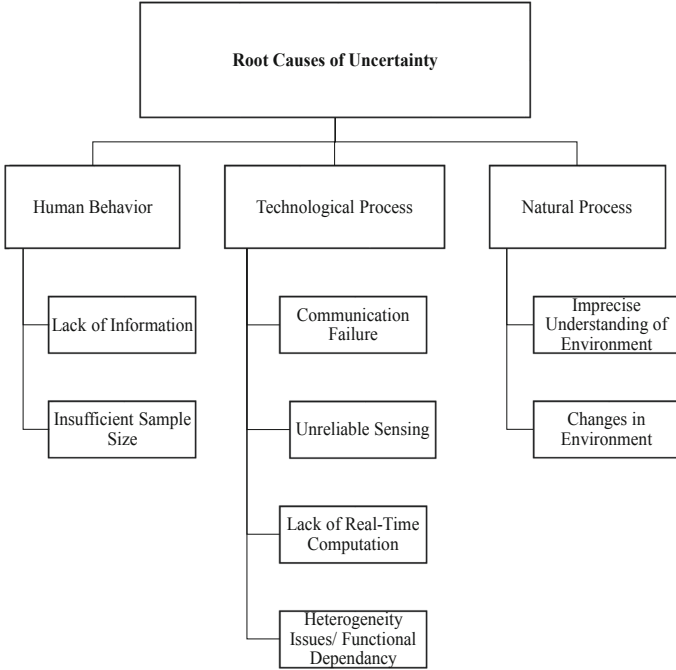 Root Causes of Uncertainty
Human Behavior
Technological Process
Natural Process
Lack of Information
Insufficient Sample
Size
Communication
Failure
Unreliable Sensing
Lack of Real-Time
Computation
Heterogeneity
Issues/ Functional
Dependancy
Imprecise
Understanding of
Environment
Changes in
Environment